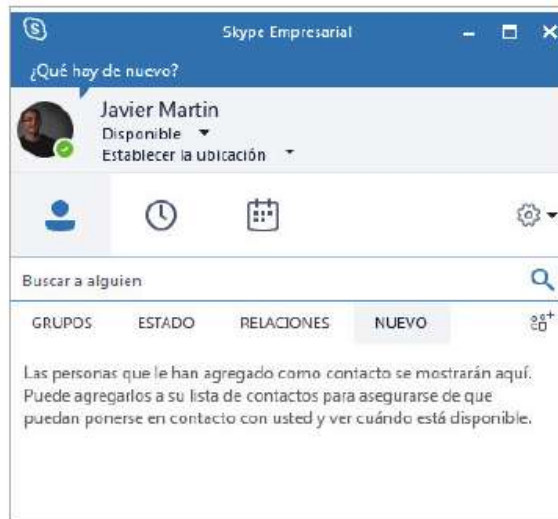 Skype Empresarial
¿Qué hay de nuevo?
Javier Martin
Disponible
Establecer la ubicación
Buscar a alguien
GRUPOS ESTADO RELACIONES NUEVO
Las personas que le han agregado como contacto se mostrarán aquí.
Puede agregarlos a su lista de contactos para asegurarse de que
puedan ponerse en contacto con usted y ver cuándo está disponible.